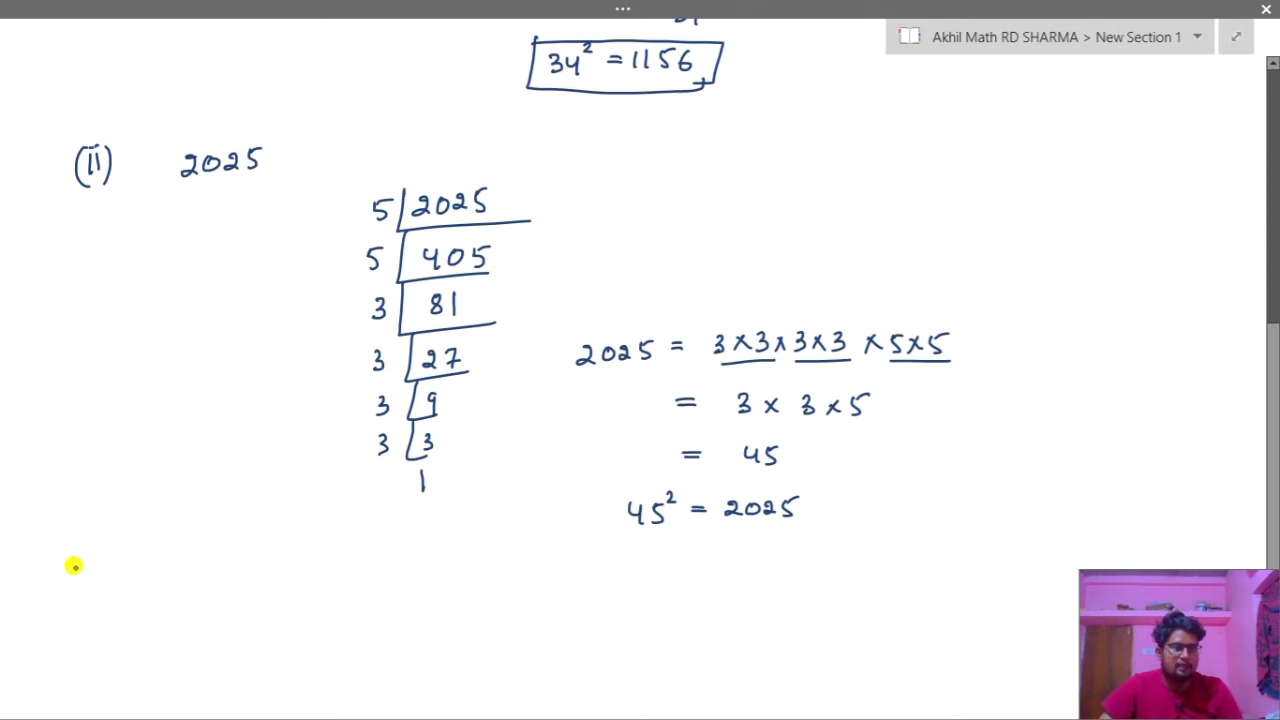 Akhil Math RD SHARMA > New Section 1
34² = 1156
(ii) 2025
5 | 2025
5 | 405
3 | 81
3 | 27
3 | 9
3 | 3
1
2025 = 3×3×3×3×5×5
= 3×3×5
= 45
45² = 2025